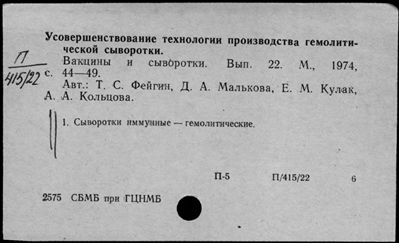 Усовершенствование технологии производства гемолити-
ческой сыворотки.
П
415/22
Вакцины и сыворотки. Вып. 22. М., 1974,
с. 44—49.
Авт.: Т. С. Фейгин, Д. А. Малькова, Е. М. Кулак,
А. А. Кольцова.
1. Сыворотки иммунные — гемолитические.
П-5 П/415/22 6
2575 СБМБ при ГЦНМБ